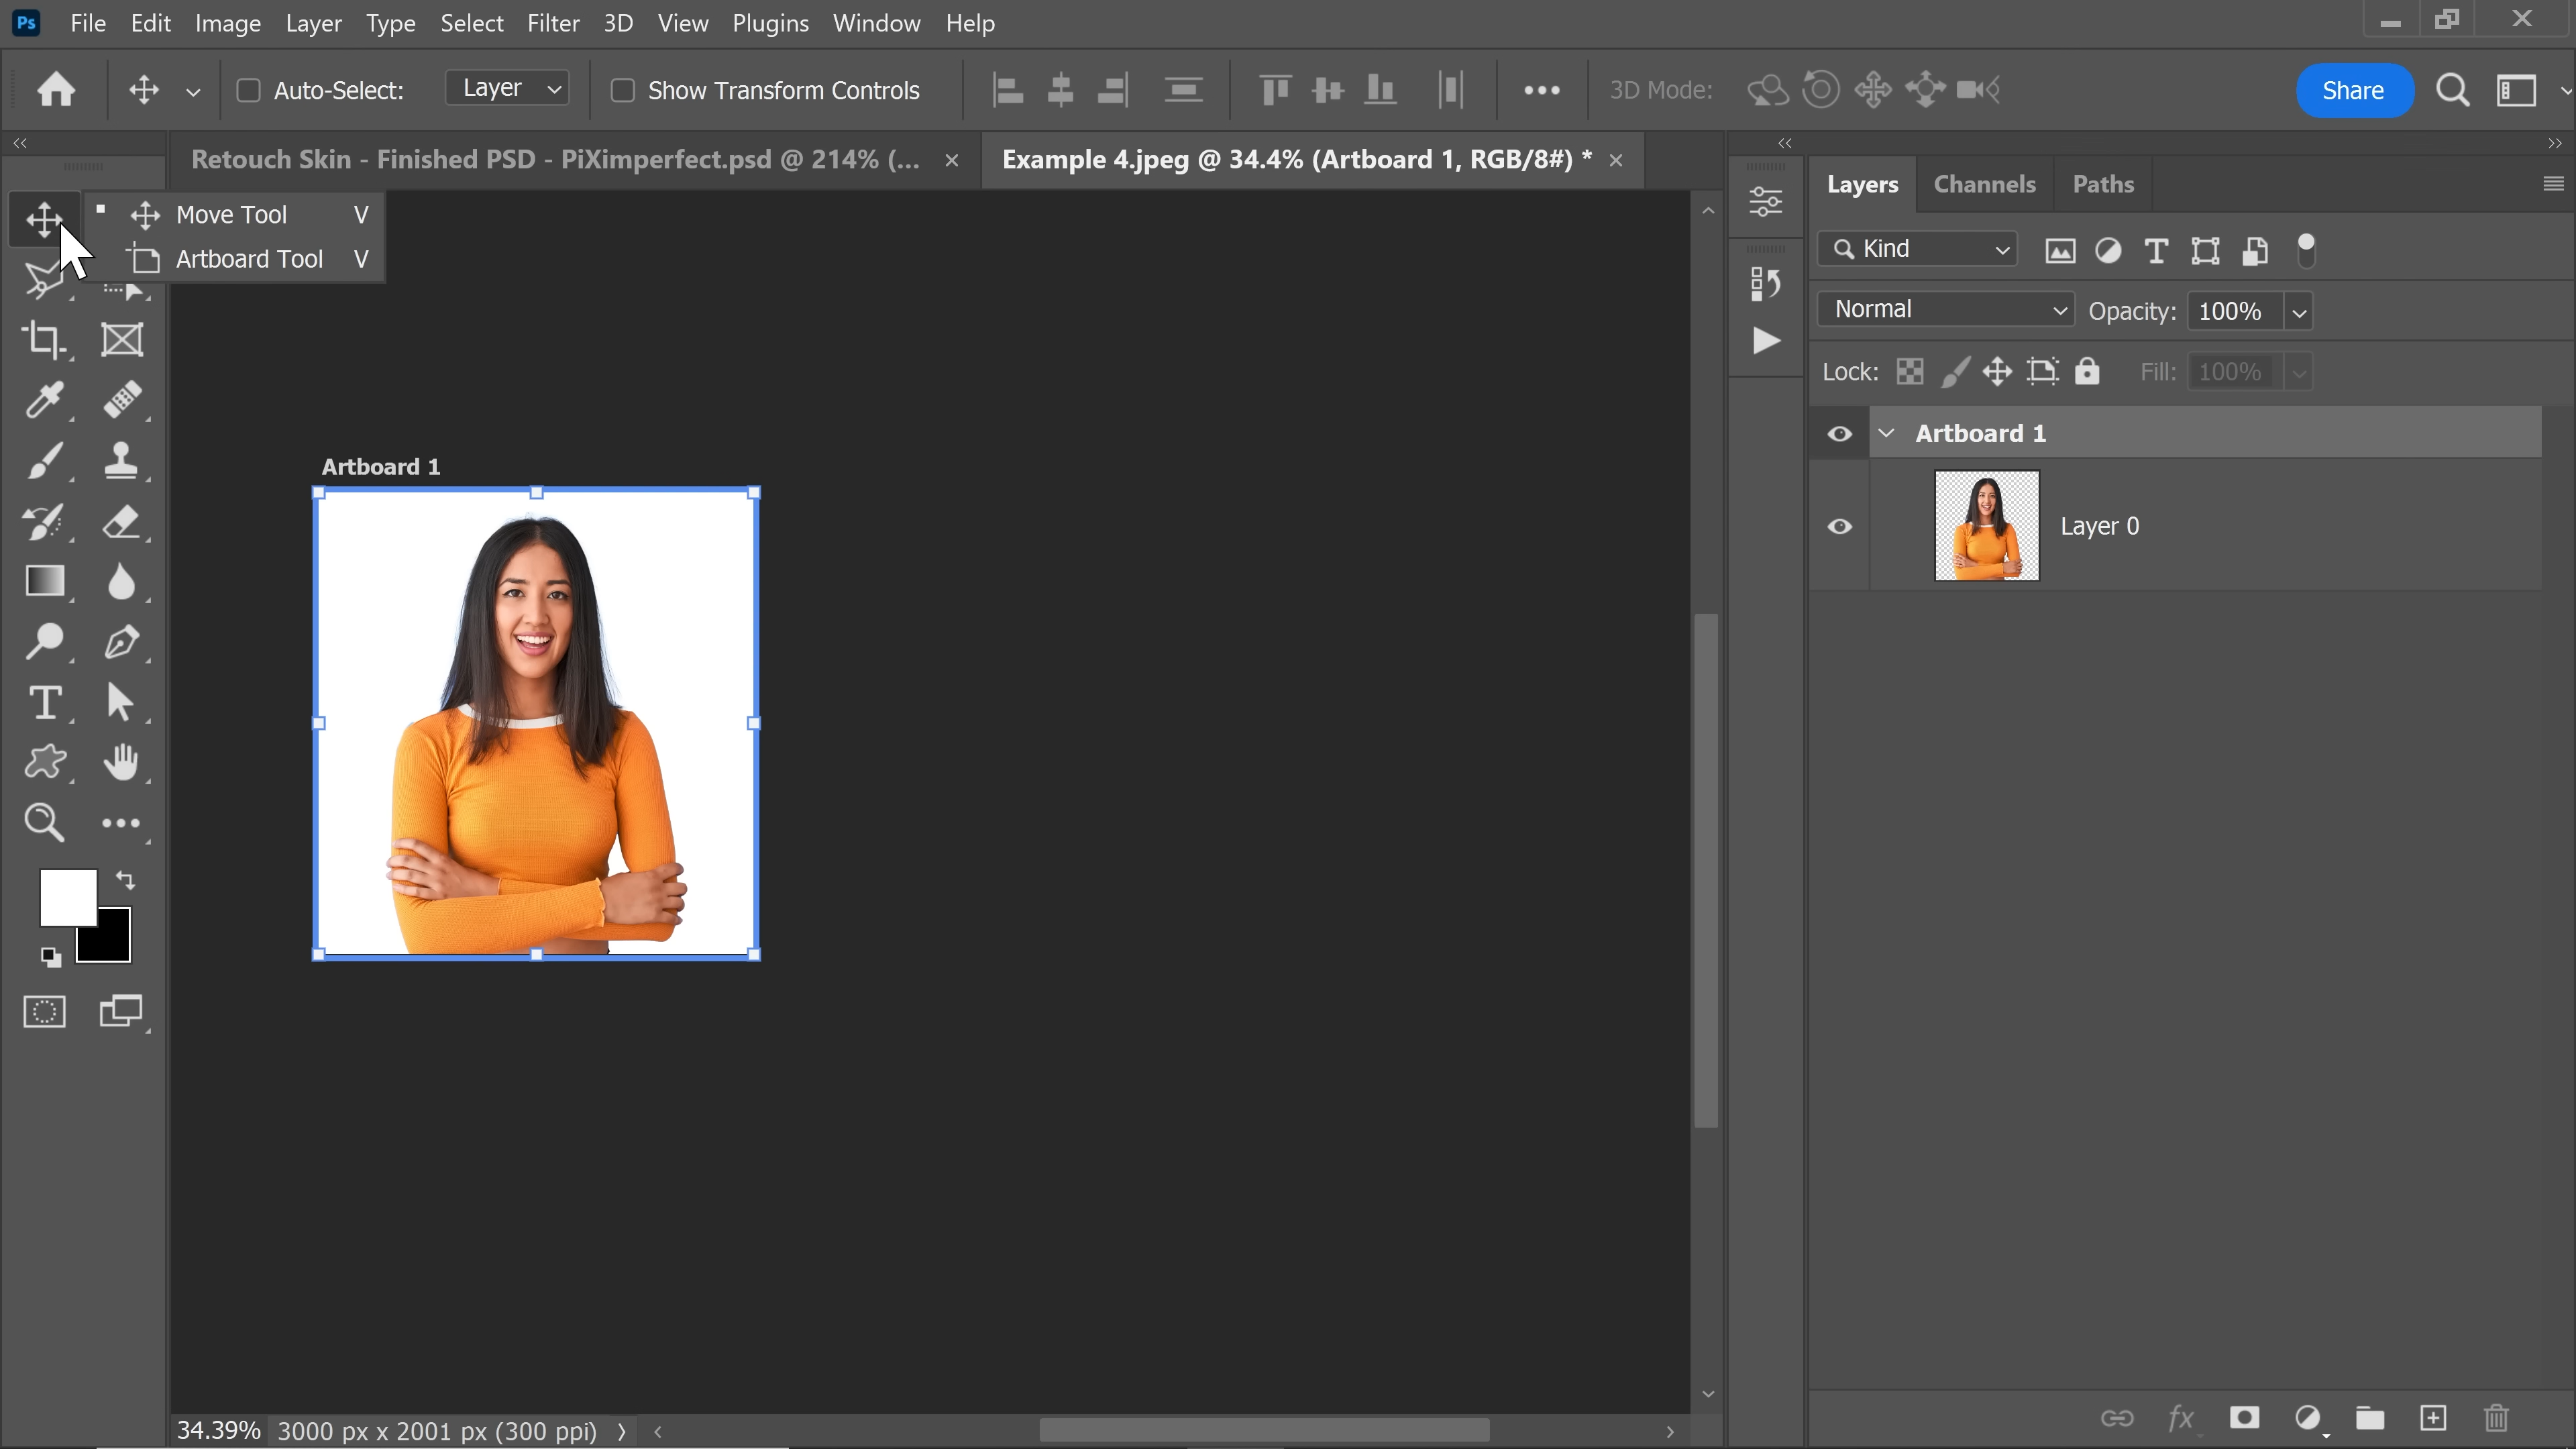 Ps File Edit Image Layer Type Select Filter 3D View Plugins Window Help
Auto-Select: Layer Show Transform Controls 3D Mode: Share
Retouch Skin - Finished PSD - PiXimperfect.psd @ 214% (... Example 4.jpeg @ 34.4% (Artboard 1, RGB/8#) *
Layers Channels Paths
Move Tool V
Artboard Tool V
Kind
Normal Opacity: 100%
Lock: Fill: 100%
Artboard 1
Artboard 1
Layer 0
34.39% 3000 px x 2001 px (300 ppi)
fx